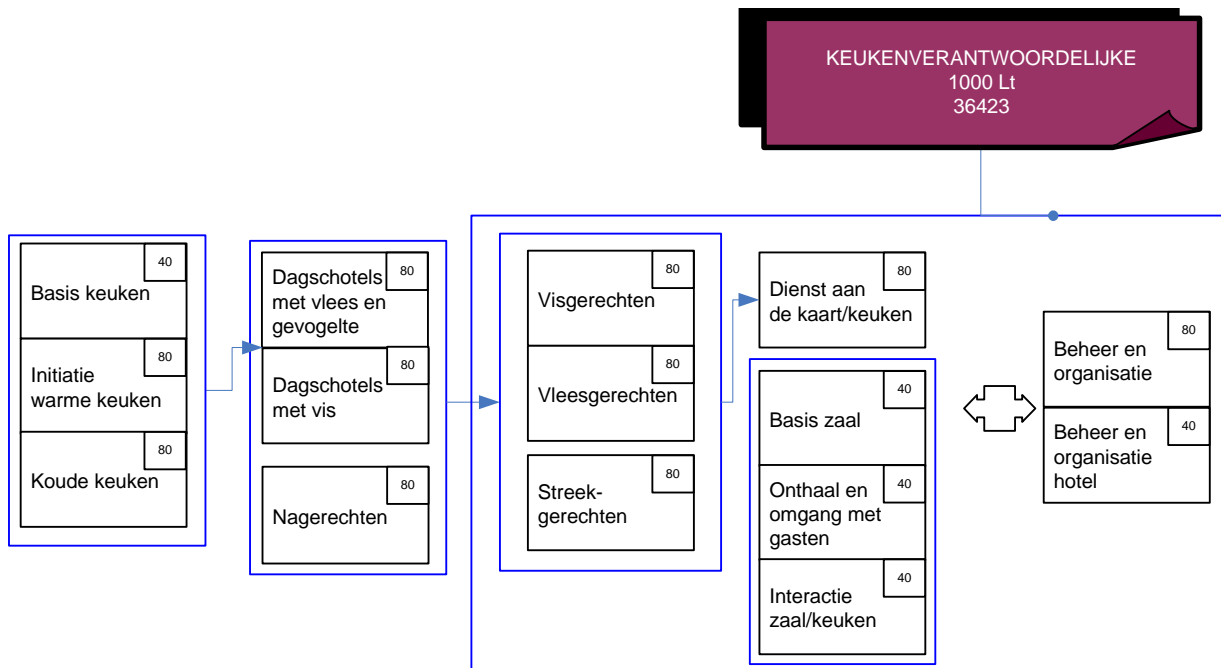 KEUKENVERANTWOORDELIJKE
1000 Lt
36423
40
Basis keuken
80
Initiatie
warme keuken
80
Koude keuken
80
Dagschotels
met vlees en
gevogelte
80
Dagschotels
met vis
80
Nagerechten
80
Visgerechten
80
Vleesgerechten
80
Streek-
gerechten
80
Dienst aan
de kaart/keuken
40
Basis zaal
40
Onthaal en
omgang met
gasten
40
Interactie
zaal/keuken
80
Beheer en
organisatie
40
Beheer en
organisatie
hotel